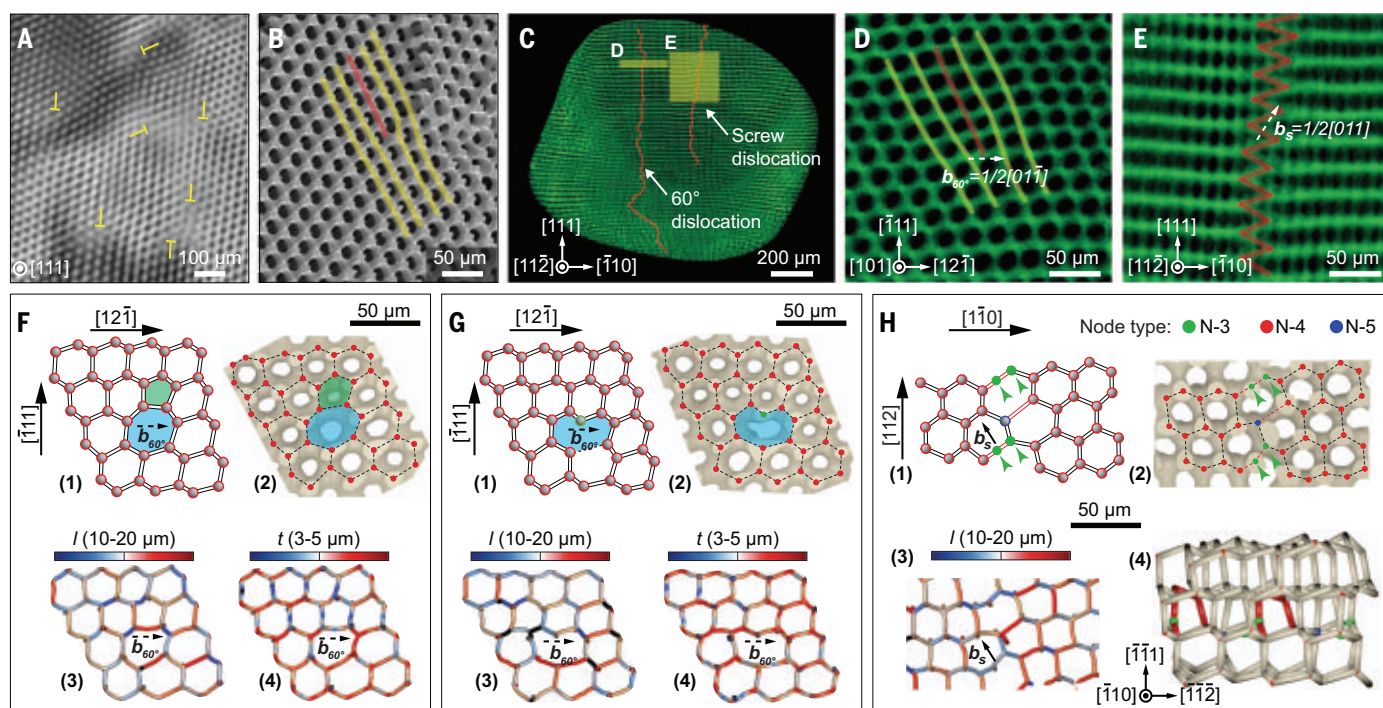 A
[111]
100 µm
B
50 µm
C
D
E
Screw
dislocation
60°
dislocation
[111]
[112̄]
[1̄10]
200 µm
D
b60°=1/2[011̄]
[1̄11]
[101]
[121̄]
50 µm
E
bs=1/2[011]
[111]
[112̄]
[1̄10]
50 µm
F
[121̄]
50 µm
[1̄11]
b60°
(1)
(2)
l (10-20 µm)
t (3-5 µm)
b60°
b60°
(3)
(4)
G
[121̄]
50 µm
[1̄11]
b60°
(1)
(2)
l (10-20 µm)
t (3-5 µm)
b60°
b60°
(3)
(4)
H
[11̄0]
Node type: N-3 N-4 N-5
[112]
bs
(1)
(2)
50 µm
(3)
l (10-20 µm)
(4)
bs
[1̄1̄1]
[1̄10]
[1̄1̄2̄]